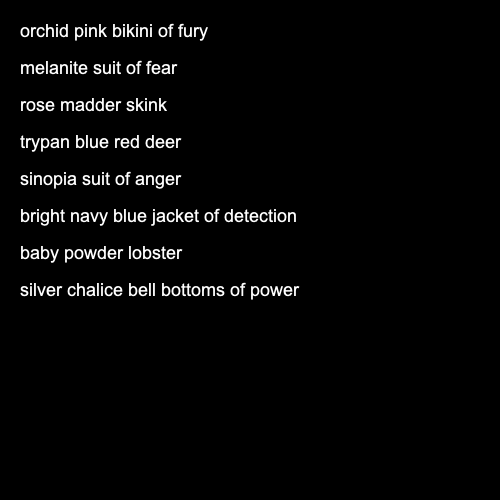 orchid pink bikini of fury
melanite suit of fear
rose madder skink
trypan blue red deer
sinopia suit of anger
bright navy blue jacket of detection
baby powder lobster
silver chalice bell bottoms of power